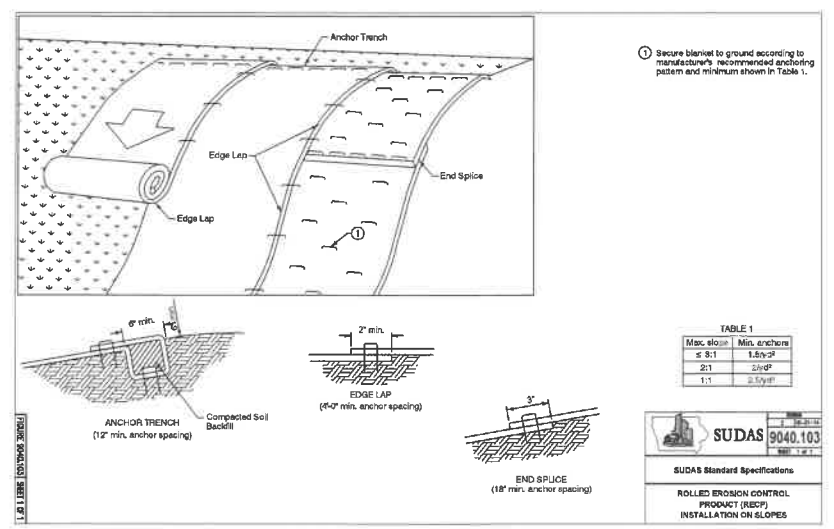 Anchor Trench
1 Secure blanket to ground according to
manufacturer's recommended anchoring
pattern and minimum shown in Table 1.
Edge Lap
End Splice
Edge Lap
1
6" min.
2" min.
EDGE LAP
(4'-0" min. anchor spacing)
Compacted Soil
Backfill
ANCHOR TRENCH
(12" min. anchor spacing)
3"
END SPLICE
(18" min. anchor spacing)
TABLE 1
Max. slope Min. anchors
≤ 3:1 1.5/yd²
2:1 2/yd²
1:1 2.5/yd²
FIGURE 9040.103 SHEET 1 OF 1
SUDAS
9040.103
SHEET 1 of 1
SUDAS Standard Specifications
ROLLED EROSION CONTROL
PRODUCT (RECP)
INSTALLATION ON SLOPES